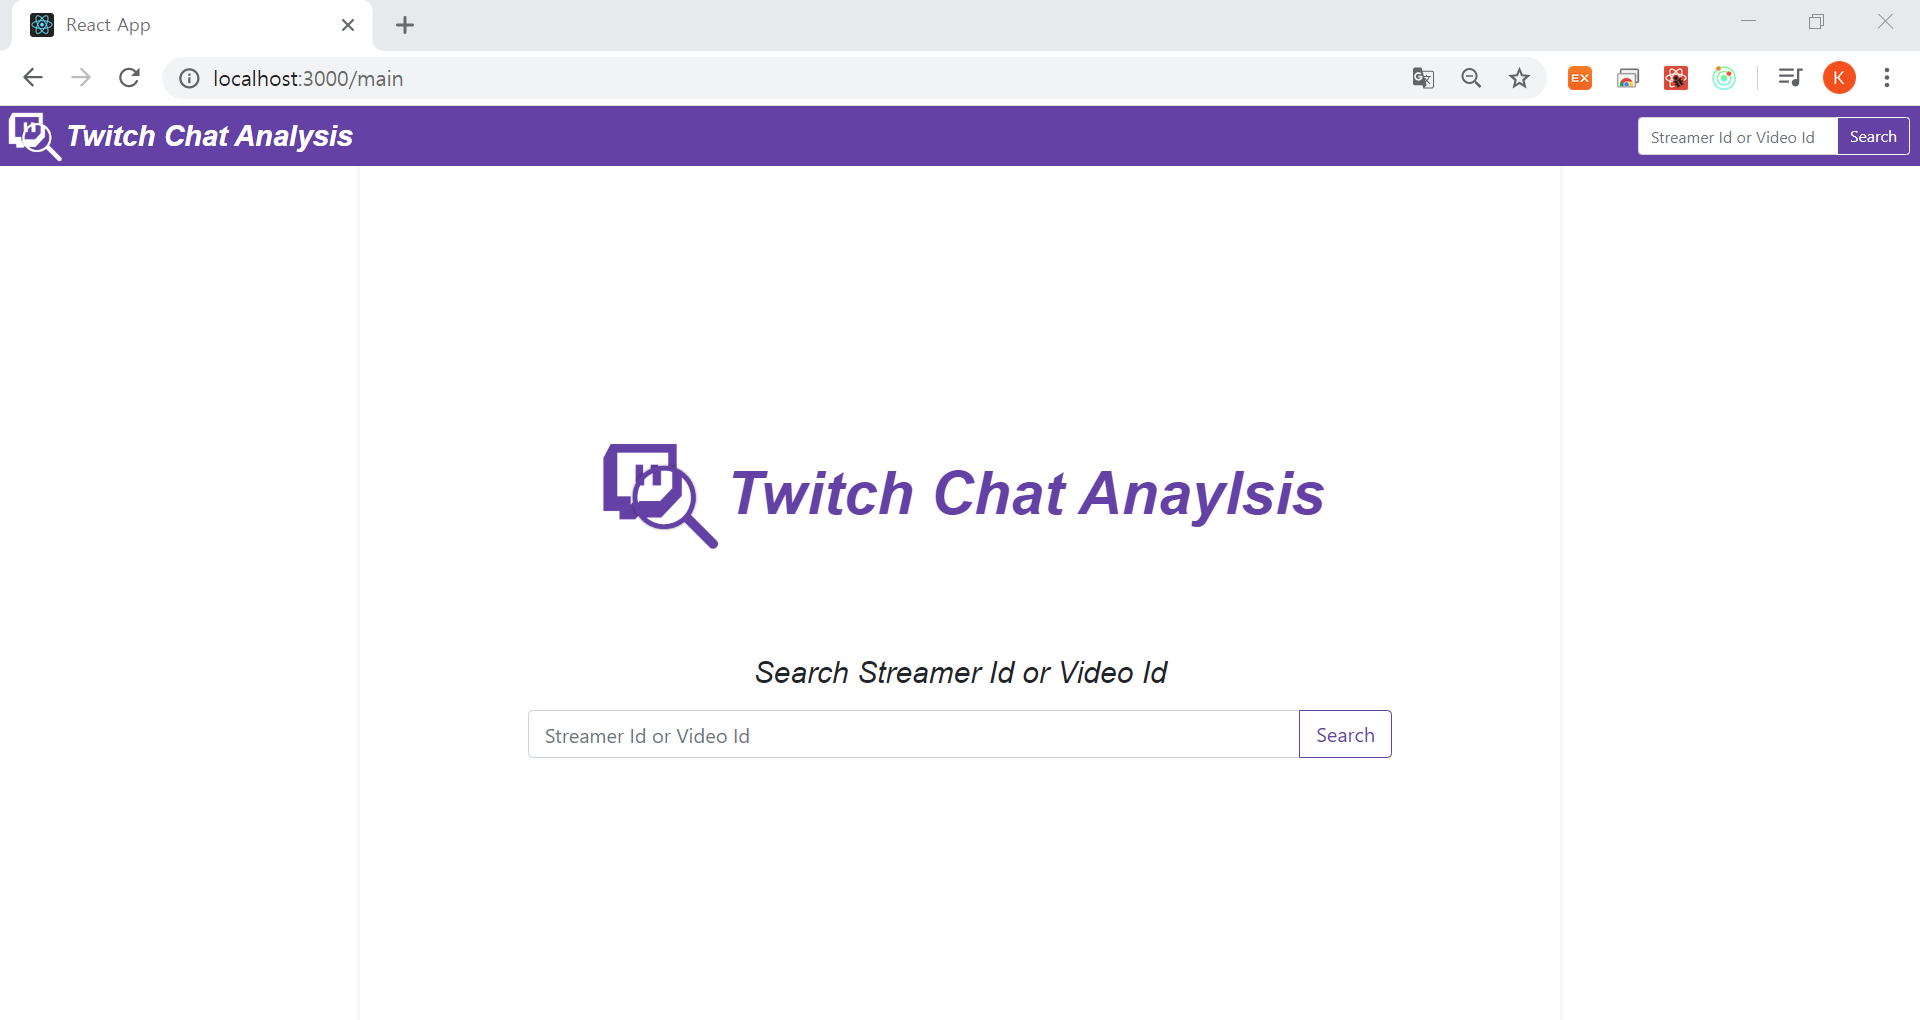 React App
localhost:3000/main
EX
K
Twitch Chat Analysis
Streamer Id or Video Id
Search
Twitch Chat Anaylsis
Search Streamer Id or Video Id
Streamer Id or Video Id
Search